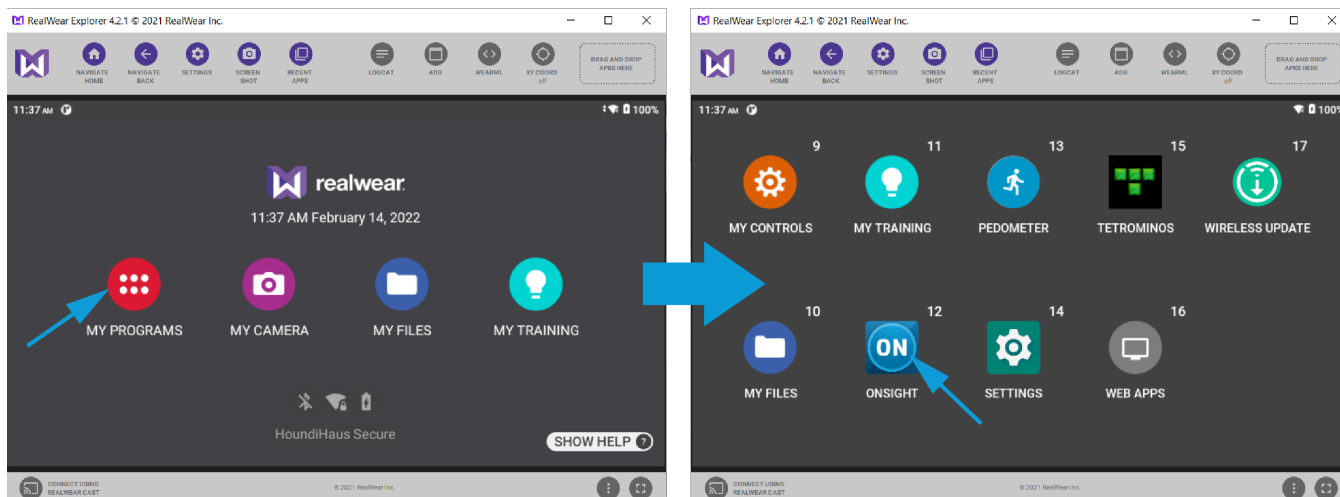 RealWear Explorer 4.2.1 © 2021 RealWear Inc.
NAVIGATE HOME
NAVIGATE BACK
SETTINGS
SCREEN SHOT
RECENT APPS
LOGCAT
ADB
WEARML
XY COORD off
DRAG AND DROP APKS HERE
11:37 AM
100%
realwear
11:37 AM February 14, 2022
MY PROGRAMS
MY CAMERA
MY FILES
MY TRAINING
HoundiHaus Secure
SHOW HELP ?
CONNECT USING REALWEAR CAST
© 2021 RealWear Inc.
RealWear Explorer 4.2.1 © 2021 RealWear Inc.
NAVIGATE HOME
NAVIGATE BACK
SETTINGS
SCREEN SHOT
RECENT APPS
LOGCAT
ADB
WEARML
XY COORD off
DRAG AND DROP APKS HERE
11:37 AM
100%
9
11
13
15
17
MY CONTROLS
MY TRAINING
PEDOMETER
TETROMINOS
WIRELESS UPDATE
10
12
14
16
ON
MY FILES
ONSIGHT
SETTINGS
WEB APPS
CONNECT USING REALWEAR CAST
© 2021 RealWear Inc.